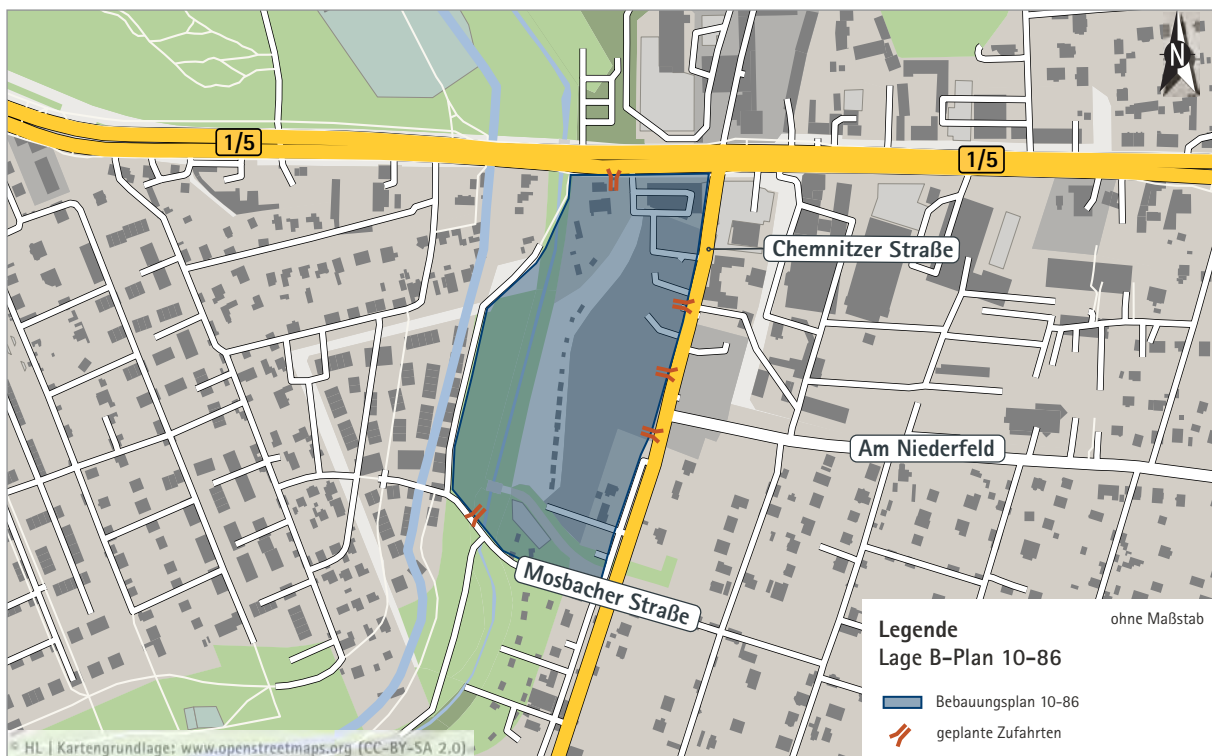 N
1/5
1/5
Chemnitzer Straße
Am Niederfeld
Mosbacher Straße
ohne Maßstab
Legende
Lage B-Plan 10-86
Bebauungsplan 10-86
geplante Zufahrten
© HL | Kartengrundlage: www.openstreetmaps.org (CC-BY-SA 2,0)